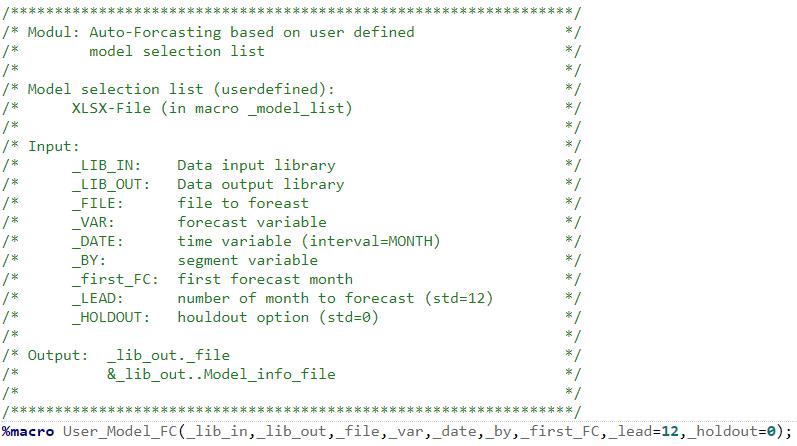 /****************************************************************/
/* Modul: Auto-Forcasting based on user defined */
/* model selection list */
/* */
/* Model selection list (userdefined): */
/* XLSX-File (in macro _model_list) */
/* */
/* Input: */
/* _LIB_IN: Data input library */
/* _LIB_OUT: Data output library */
/* _FILE: file to foreast */
/* _VAR: forecast variable */
/* _DATE: time variable (interval=MONTH) */
/* _BY: segment variable */
/* _first_FC: first forecast month */
/* _LEAD: number of month to forecast (std=12) */
/* _HOLDOUT: houldout option (std=0) */
/* */
/* Output: _lib_out._file */
/* &_lib_out..Model_info_file */
/* */
/****************************************************************/
%macro User_Model_FC(_lib_in,_lib_out,_file,_var,_date,_by,_first_FC,_lead=12,_holdout=0);